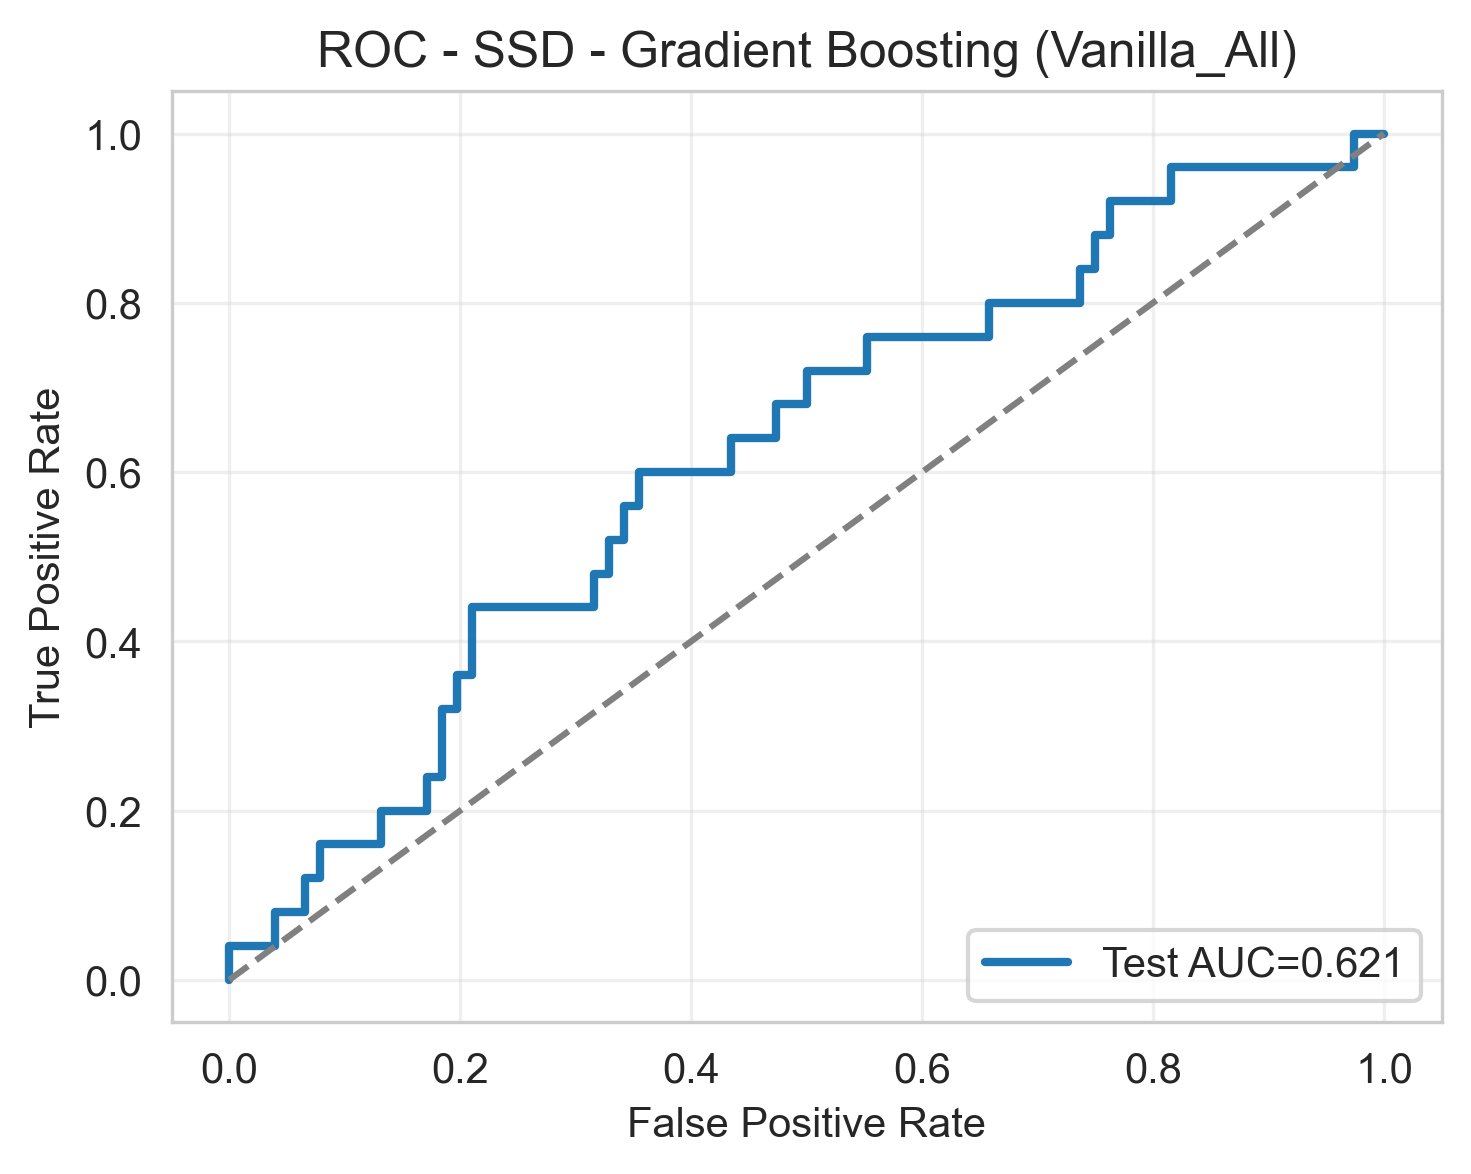 ROC - SSD - Gradient Boosting (Vanilla_All)
True Positive Rate
1.0
0.8
0.6
0.4
0.2
0.0
Test AUC=0.621
0.0 0.2 0.4 0.6 0.8 1.0
False Positive Rate